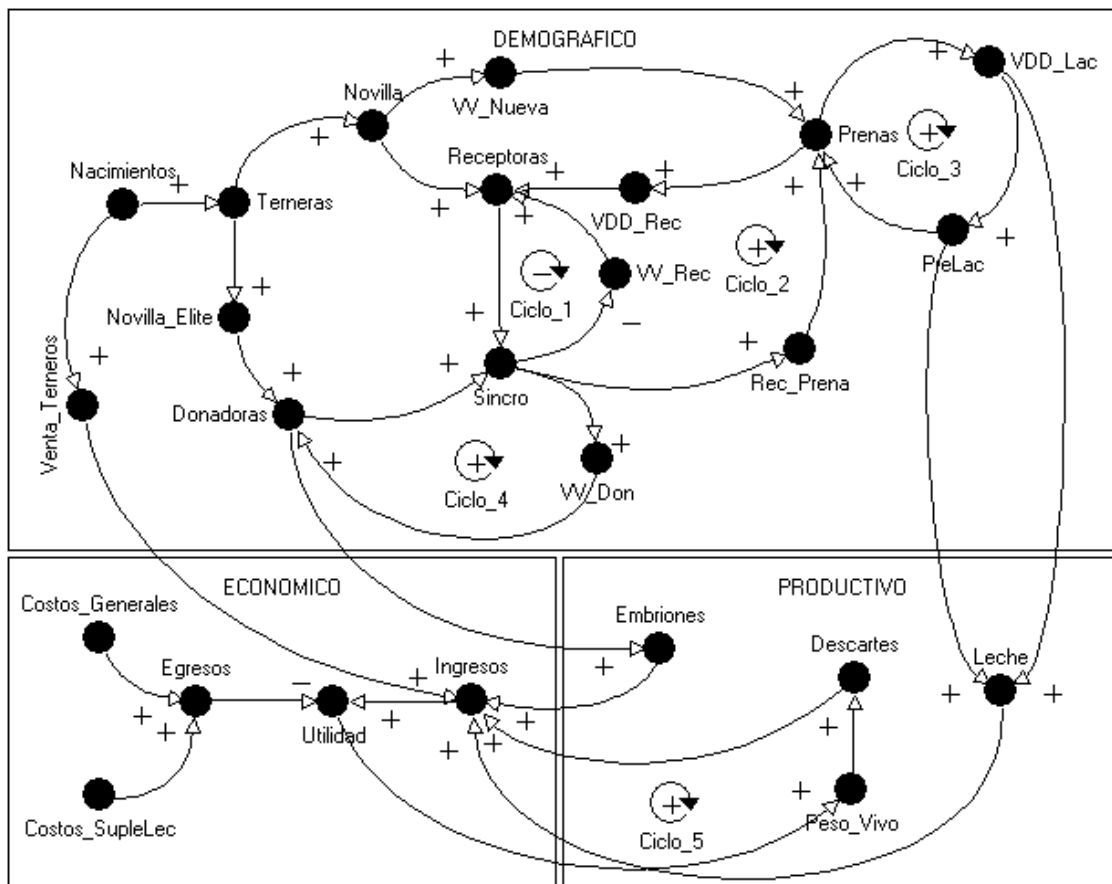 DEMOGRAFICO
VDD_Lac
Novilla
VV_Nueva
Prenas
Ciclo_3
Receptoras
Nacimientos
Terneras
VDD_Rec
PreLac
VV_Rec
Ciclo_2
Ciclo_1
Novilla_Elite
Rec_Prena
Sincro
Donadoras
Venta_Terneros
Ciclo_4
VV_Don
ECONOMICO
PRODUCTIVO
Costos_Generales
Embriones
Descartes
Leche
Egresos
Ingresos
Utilidad
Peso_Vivo
Costos_SupleLec
Ciclo_5